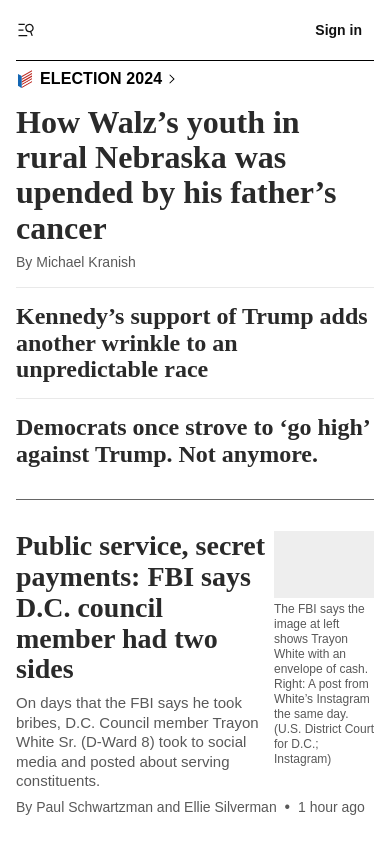 Sign in
ELECTION 2024
How Walz’s youth in
rural Nebraska was
upended by his father’s
cancer
By Michael Kranish
Kennedy’s support of Trump adds
another wrinkle to an
unpredictable race
Democrats once strove to ‘go high’
against Trump. Not anymore.
Public service, secret
payments: FBI says
D.C. council
member had two
sides
On days that the FBI says he took
bribes, D.C. Council member Trayon
White Sr. (D-Ward 8) took to social
media and posted about serving
constituents.
By Paul Schwartzman and Ellie Silverman • 1 hour ago
The FBI says the
image at left
shows Trayon
White with an
envelope of cash.
Right: A post from
White’s Instagram
the same day.
(U.S. District Court
for D.C.;
Instagram)